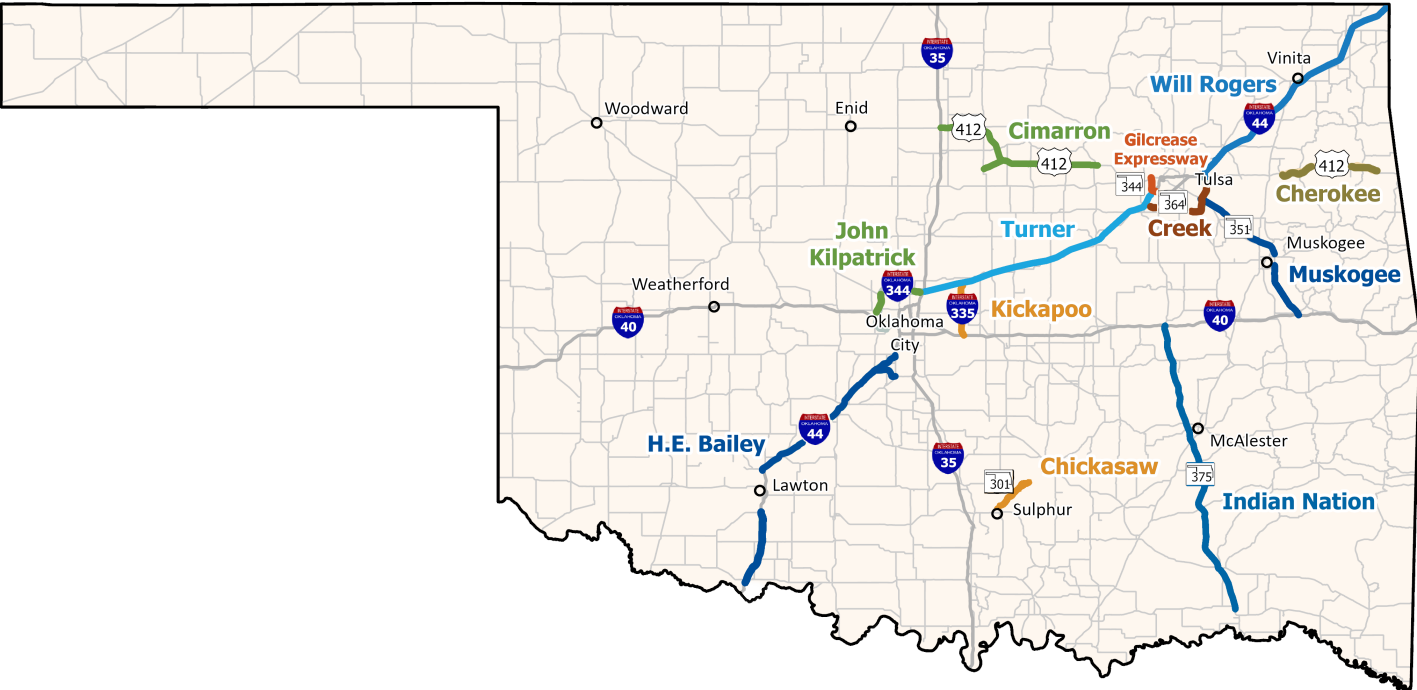 INTERSTATE
OKLAHOMA
35
Vinita
Will Rogers
Woodward
Enid
INTERSTATE
OKLAHOMA
44
412
Cimarron
412
Gilcrease
Expressway
344
Tulsa
364
412
Cherokee
John
Kilpatrick
Turner
Creek
351
Muskogee
Muskogee
Weatherford
INTERSTATE
OKLAHOMA
344
INTERSTATE
OKLAHOMA
335
Kickapoo
INTERSTATE
OKLAHOMA
40
INTERSTATE
OKLAHOMA
40
Oklahoma
City
INTERSTATE
OKLAHOMA
44
H.E. Bailey
INTERSTATE
OKLAHOMA
35
McAlester
Lawton
301
Chickasaw
375
Sulphur
Indian Nation